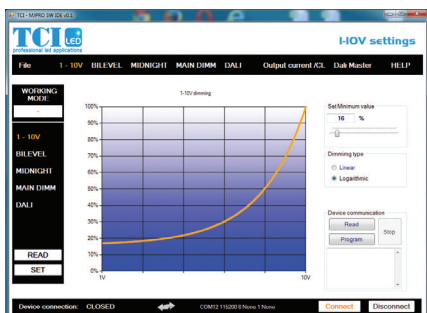 TCI - MJPRO SW IDE v0.1
TCI LED
professional led applications
1-10V settings
File 1 - 10V BILEVEL MIDNIGHT MAIN DIMM DALI Output current /CL Dali Master HELP
WORKING MODE
-
1 - 10V
BILEVEL
MIDNIGHT
MAIN DIMM
DALI
READ
SET
1-10V dimming
100%
90%
80%
70%
60%
50%
40%
30%
20%
10%
0%
1V 10V
Set Minimum value
16 %
Dimming type
Linear
Logarithmic
Device communication
Read
Program
Stop
Device connection: CLOSED
COM12 115200 8 None 1 None
Connect
Disconnect